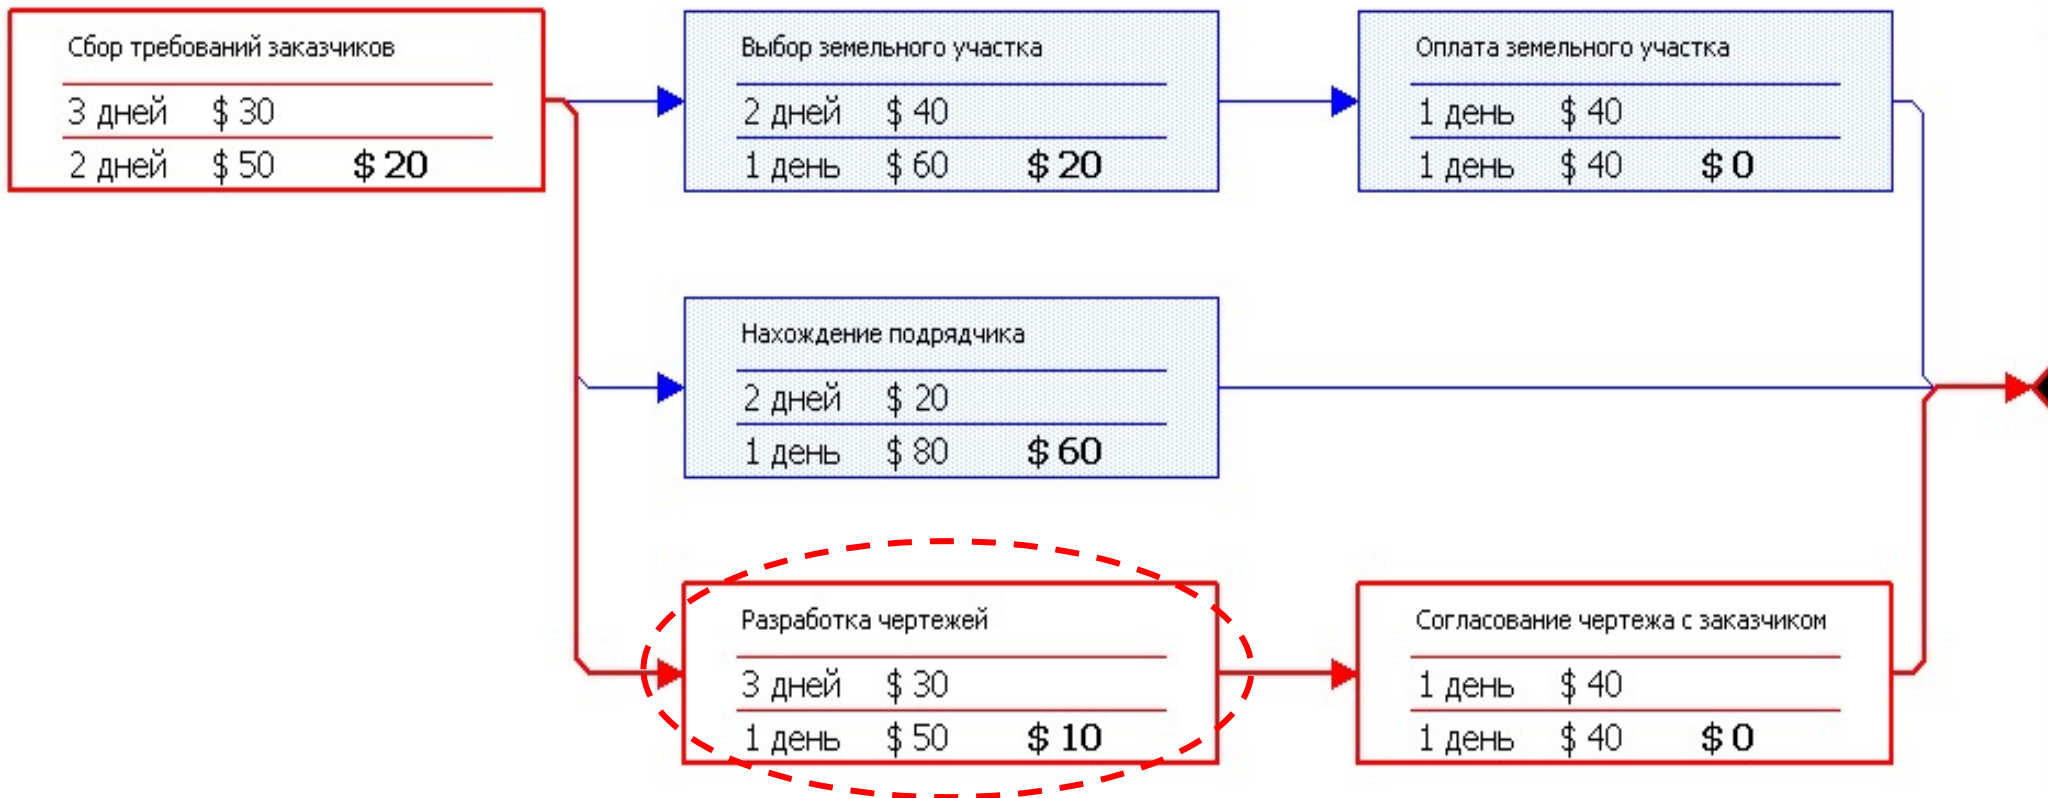 Сбор требований заказчиков
3 дней $ 30
2 дней $ 50 $ 20
Выбор земельного участка
2 дней $ 40
1 день $ 60 $ 20
Оплата земельного участка
1 день $ 40
1 день $ 40 $ 0
Нахождение подрядчика
2 дней $ 20
1 день $ 80 $ 60
Разработка чертежей
3 дней $ 30
1 день $ 50 $ 10
Согласование чертежа с заказчиком
1 день $ 40
1 день $ 40 $ 0